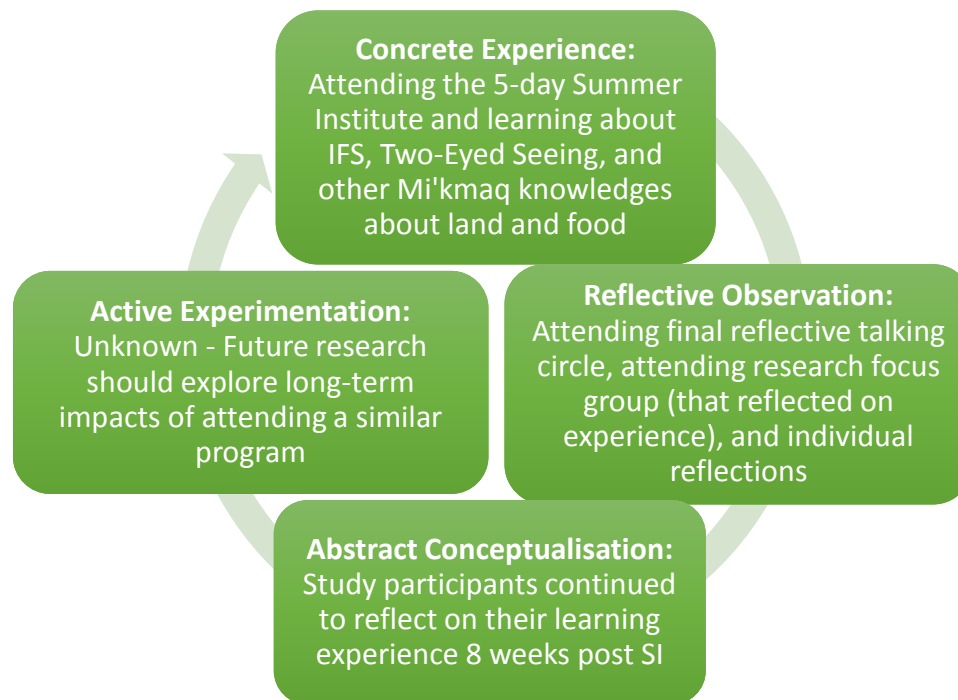 Concrete Experience:
Attending the 5-day Summer
Institute and learning about
IFS, Two-Eyed Seeing, and
other Mi'kmaq knowledges
about land and food
Reflective Observation:
Attending final reflective talking
circle, attending research focus
group (that reflected on
experience), and individual
reflections
Abstract Conceptualisation:
Study participants continued
to reflect on their learning
experience 8 weeks post SI
Active Experimentation:
Unknown - Future research
should explore long-term
impacts of attending a similar
program